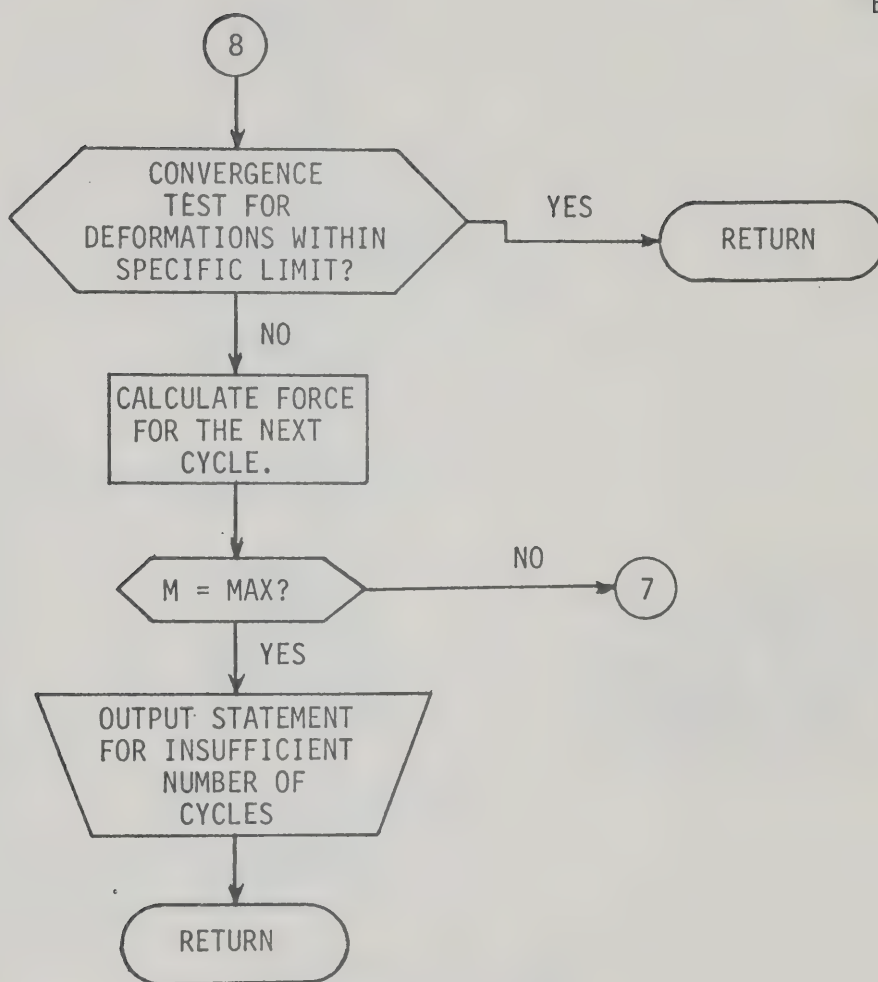 8
CONVERGENCE
TEST FOR
DEFORMATIONS WITHIN
SPECIFIC LIMIT?
YES
RETURN
NO
CALCULATE FORCE
FOR THE NEXT
CYCLE.
M = MAX?
NO
7
YES
OUTPUT STATEMENT
FOR INSUFFICIENT
NUMBER OF
CYCLES
RETURN